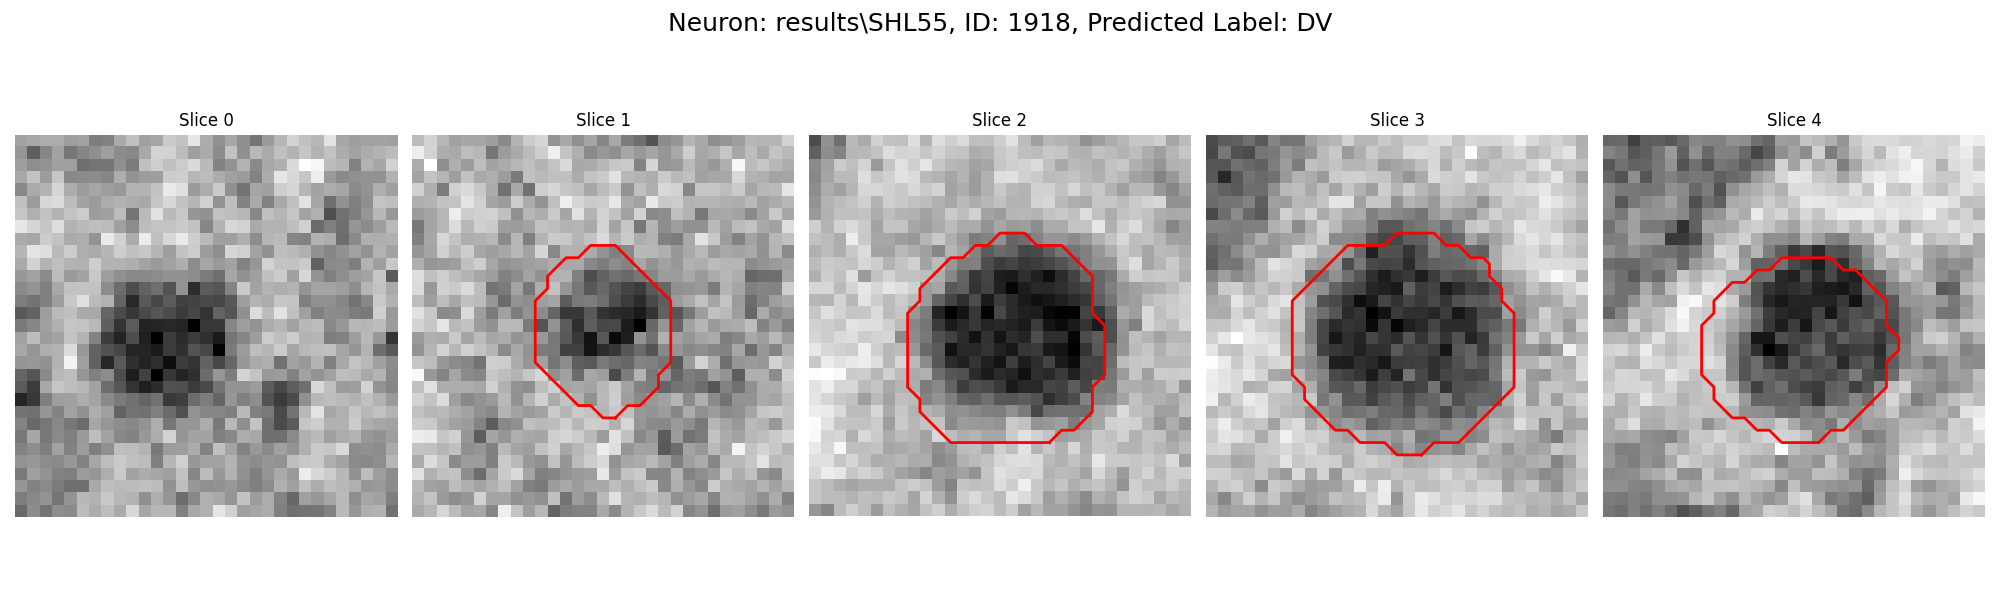 Neuron: results\SHL55, ID: 1918, Predicted Label: DV
Slice 0
Slice 1
Slice 2
Slice 3
Slice 4